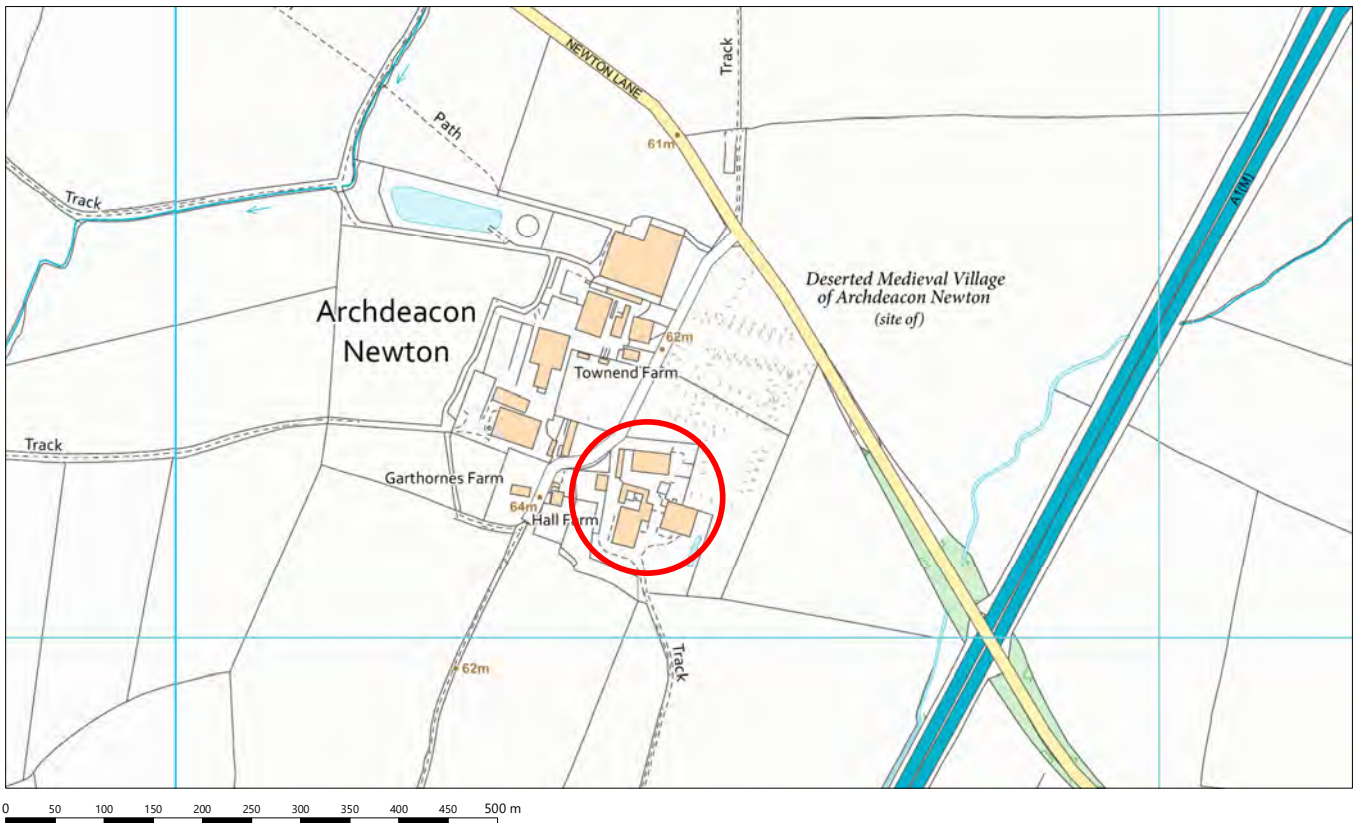 NEWTON LANE
Track
Path
61m
A1(M)
Track
Deserted Medieval Village
of Archdeacon Newton
(site of)
Archdeacon
Newton
62m
Townend Farm
Track
Garthornes Farm
64m
Hall Farm
62m
Track
0 50 100 150 200 250 300 350 400 450 500 m